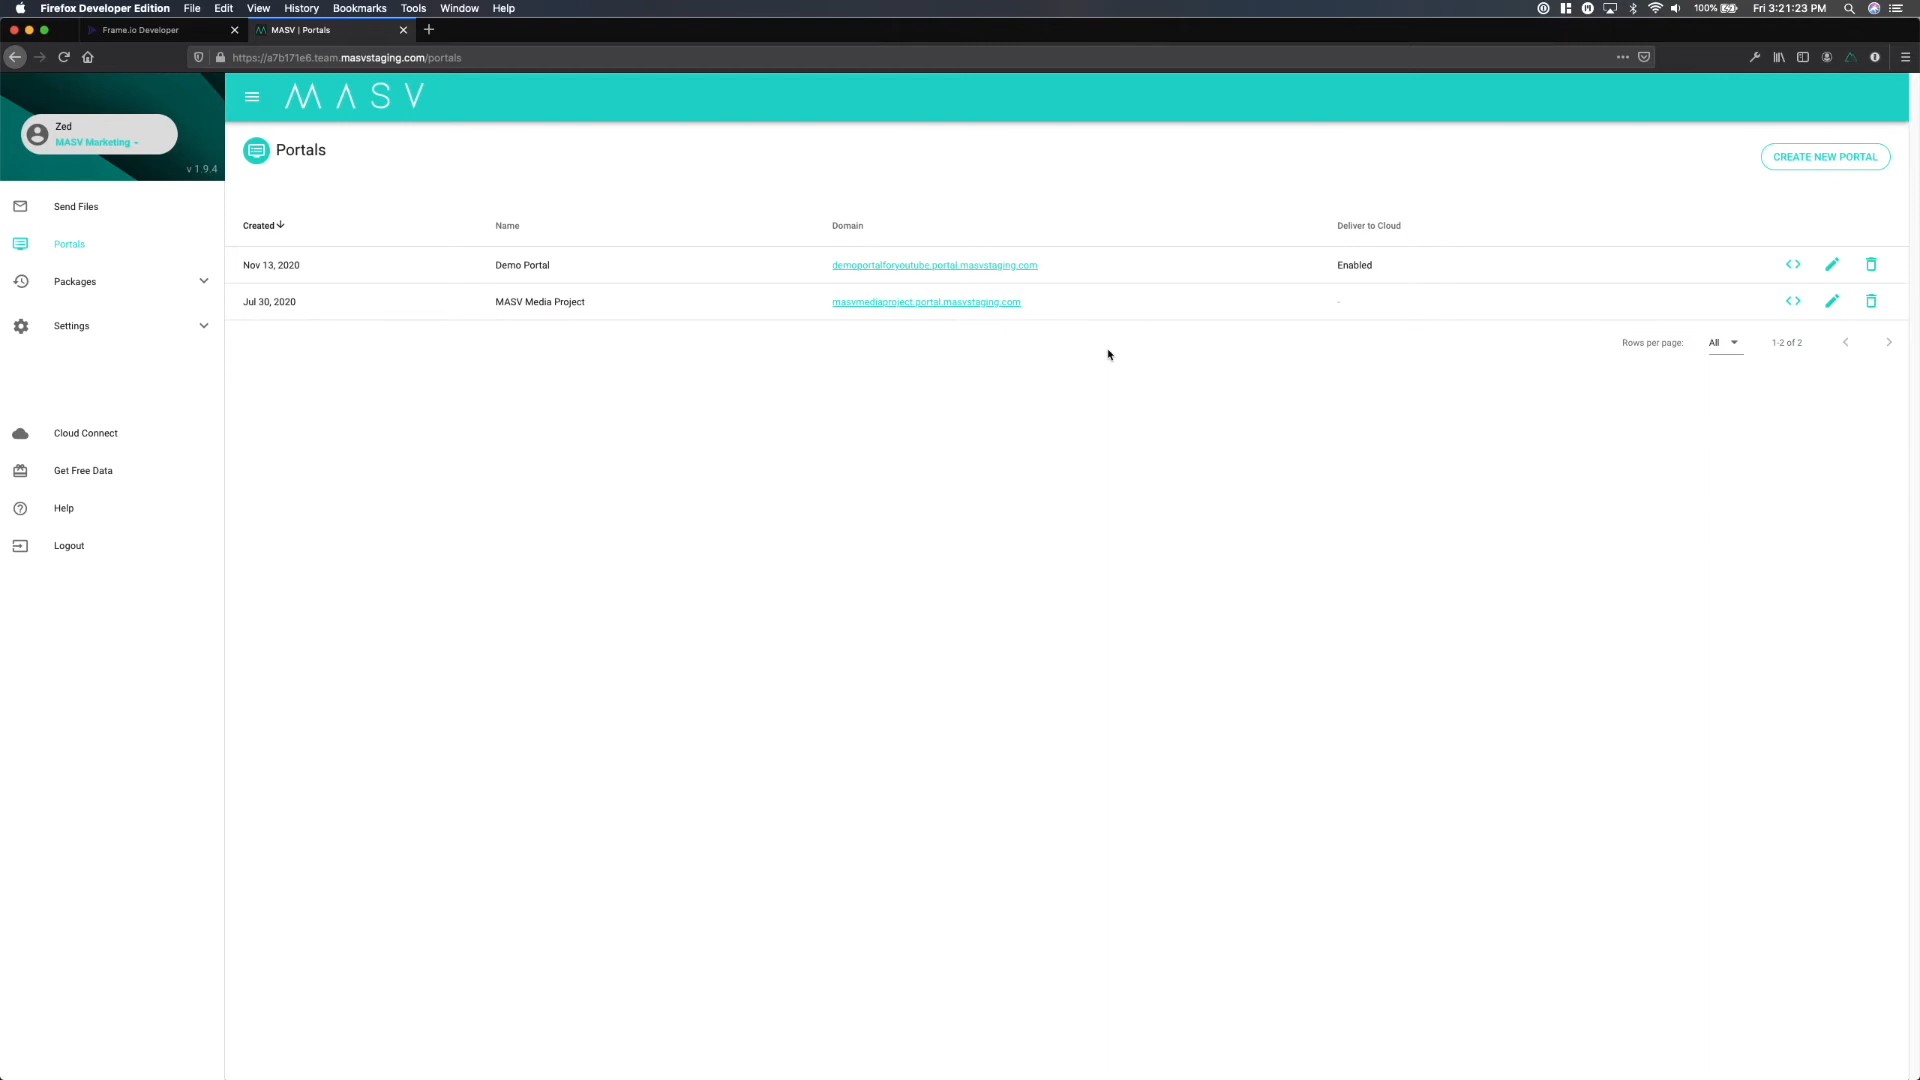 Firefox Developer Edition File Edit View History Bookmarks Tools Window Help 100% Fri 3:21:23 PM
Frame.io Developer MASV | Portals
https://a7b171e6.team.masvstaging.com/portals
MASV
Zed
MASV Marketing
v 1.9.4
Portals
CREATE NEW PORTAL
Send Files
Portals
Packages
Settings
Cloud Connect
Get Free Data
Help
Logout
Created Name Domain Deliver to Cloud
Nov 13, 2020 Demo Portal demoportalforyoutube.portal.masvstaging.com Enabled
Jul 30, 2020 MASV Media Project masvmediaproject.portal.masvstaging.com -
Rows per page: All 1-2 of 2